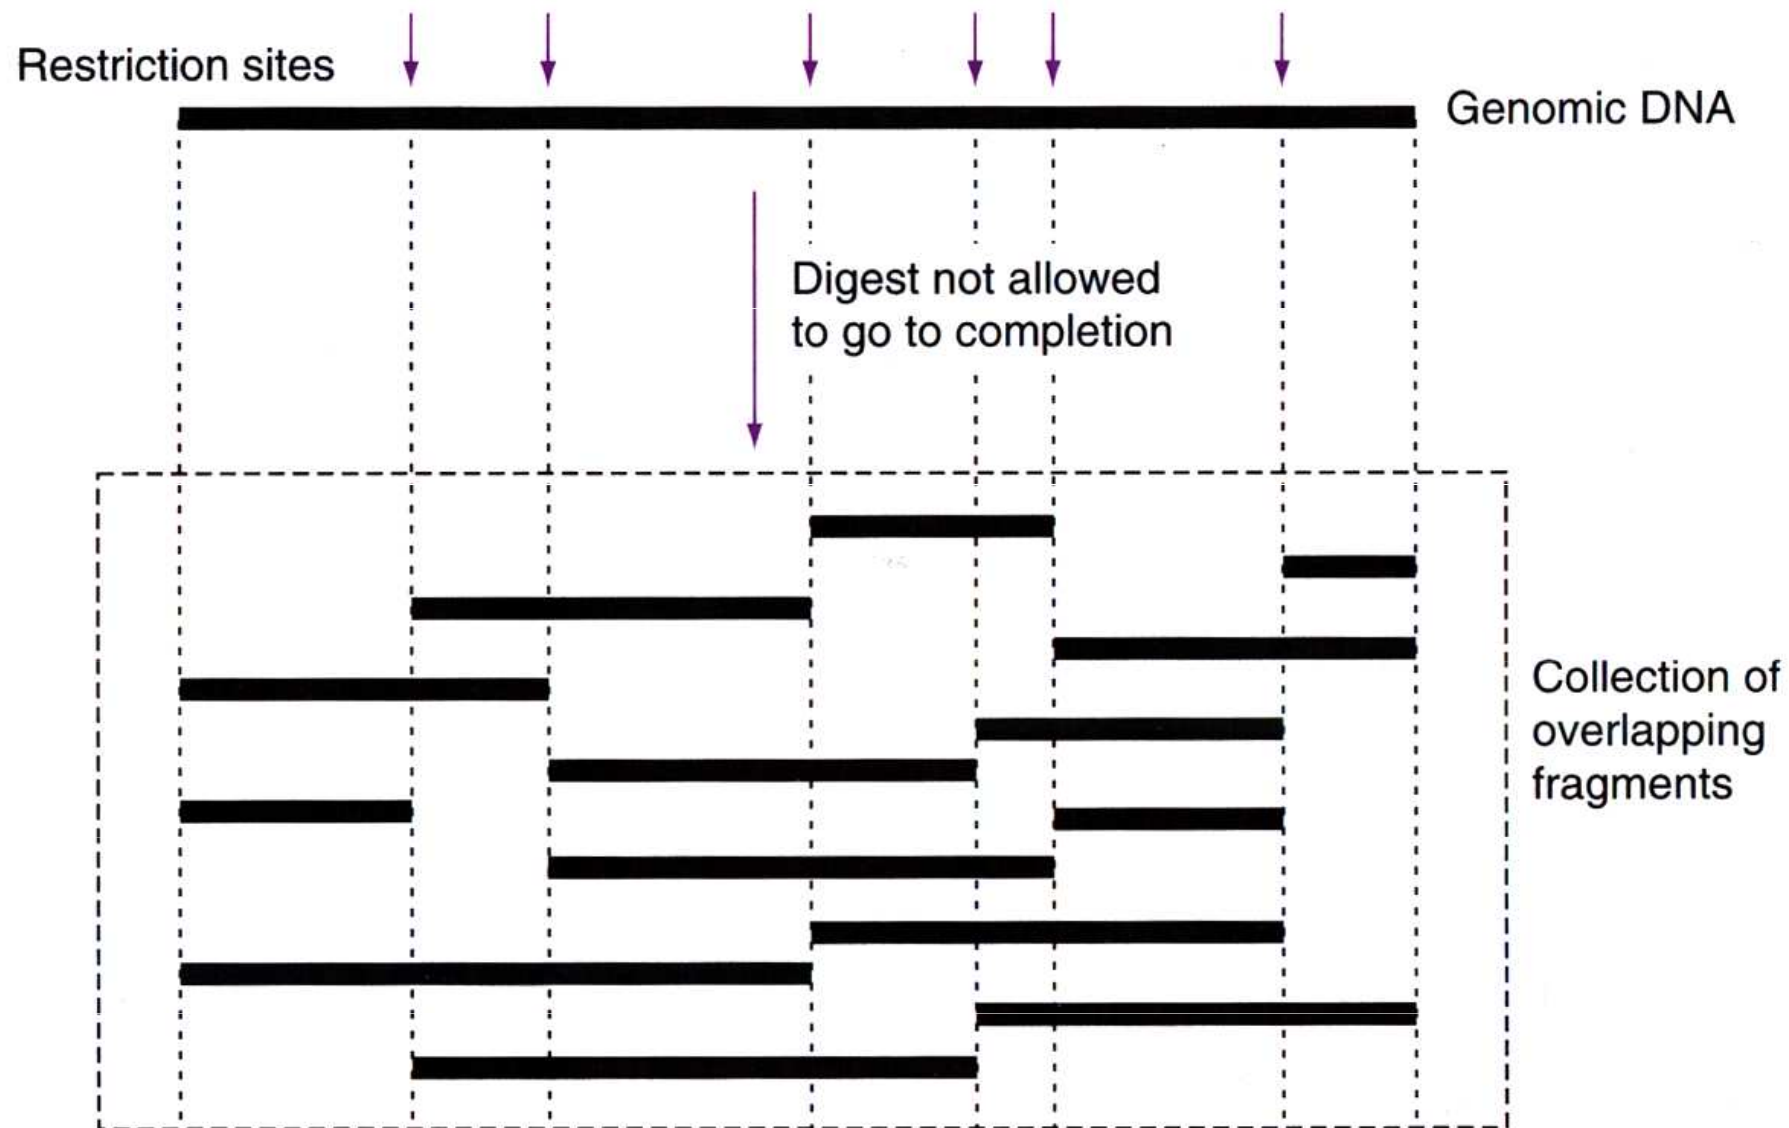 Restriction sites
Genomic DNA
Digest not allowed
to go to completion
Collection of
overlapping
fragments